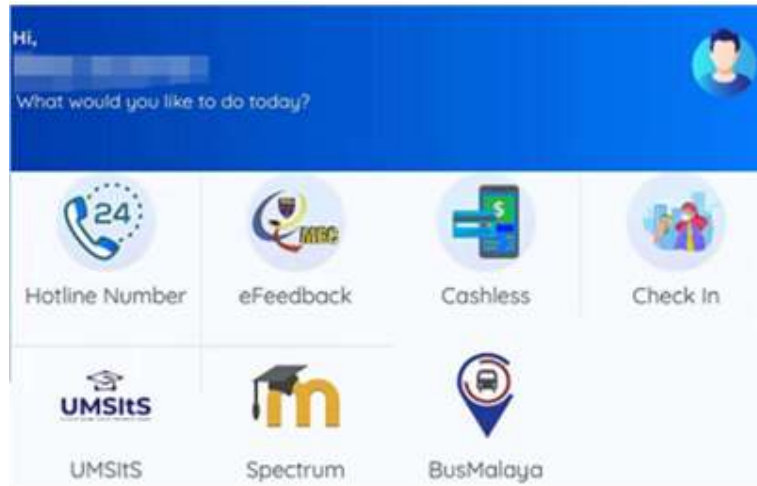 Hi,
What would you like to do today?
24
QMEC
$
Hotline Number
eFeedback
Cashless
Check In
UMSItS
m
UMSItS
Spectrum
BusMalaya